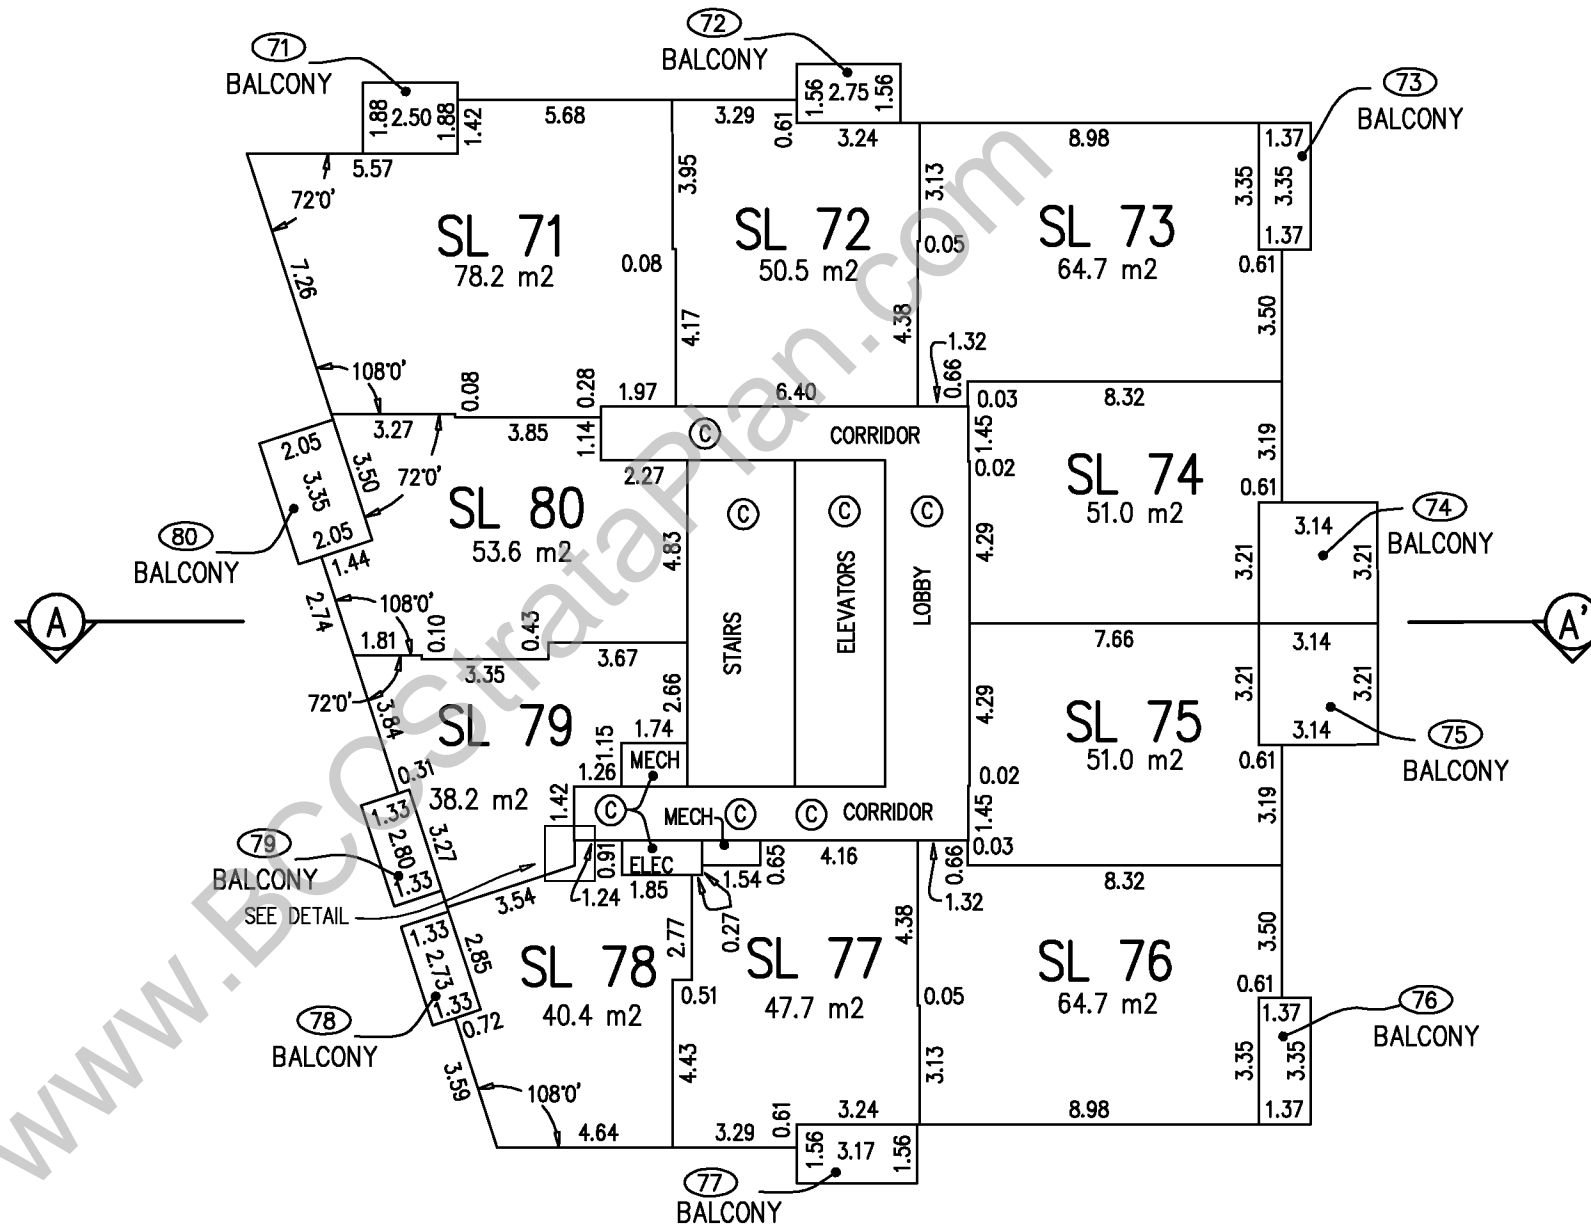 71
BALCONY
72
BALCONY
73
BALCONY
1.88
2.50
1.88
1.42
5.68
3.29
0.61
1.56
2.75
1.56
3.24
8.98
1.37
3.35
3.35
1.37
5.57
72°0'
3.95
3.13
SL 71
78.2 m2
SL 72
50.5 m2
SL 73
64.7 m2
0.08
0.05
0.61
7.26
4.17
4.38
3.50
108°0'
0.08
0.28
1.97
6.40
0.66
1.32
0.03
8.32
3.27
3.85
1.14
C
CORRIDOR
1.45
3.19
2.05
3.50
72°0'
2.27
0.02
3.35
SL 80
53.6 m2
SL 74
51.0 m2
0.61
2.05
80
BALCONY
1.44
4.83
C
C
C
4.29
3.14
3.21
3.21
74
BALCONY
2.74
108°0'
STAIRS
ELEVATORS
LOBBY
A
A'
1.81
0.10
0.43
3.67
3.35
7.66
3.14
72°0'
3.84
2.66
4.29
3.21
3.21
SL 79
38.2 m2
SL 75
51.0 m2
1.74
1.15
MECH
1.26
3.14
75
BALCONY
0.31
1.42
0.02
0.61
1.33
2.80
1.33
3.27
C
MECH
C
C
CORRIDOR
1.45
3.19
79
BALCONY
SEE DETAIL
3.54
0.91
1.24
ELEC
1.85
1.54
0.65
4.16
0.66
0.03
1.32
8.32
1.33
2.73
1.33
2.85
2.77
0.27
4.38
3.50
SL 78
40.4 m2
SL 77
47.7 m2
SL 76
64.7 m2
0.51
0.05
0.61
78
BALCONY
0.72
3.59
108°0'
4.43
3.13
1.37
3.35
3.35
1.37
76
BALCONY
4.64
3.29
0.61
3.24
8.98
1.56
3.17
1.56
77
BALCONY
www.BCCStrataPlan.com